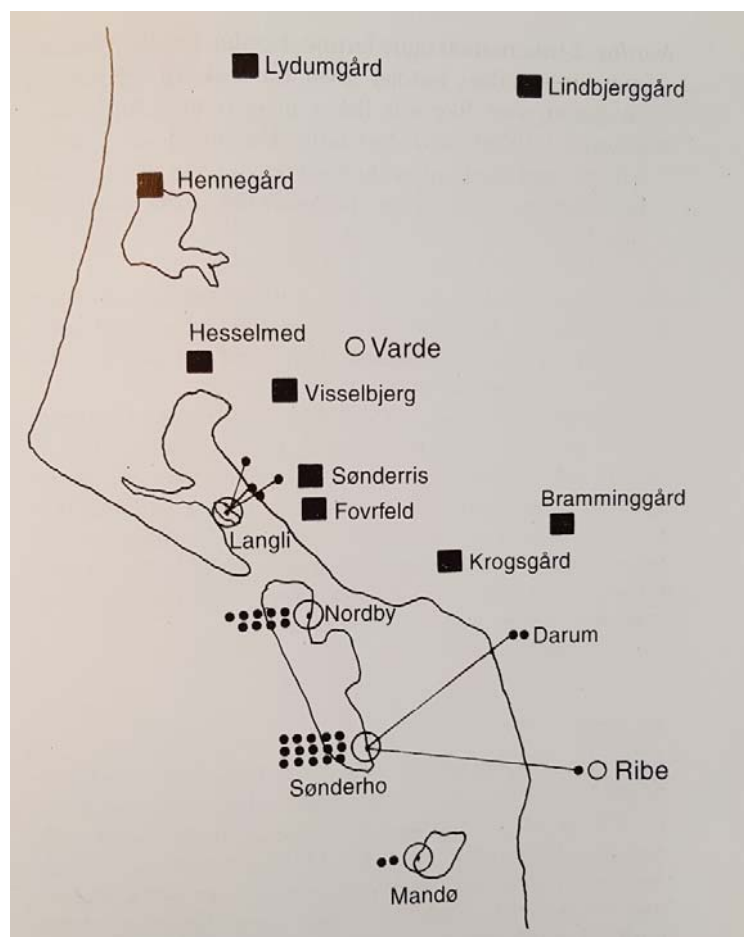 Lydumgård
Lindbjerggård
Hennegård
Hesselmed
Varde
Visselbjerg
Sønderris
Fovrfeld
Bramminggård
Langli
Krogsgård
Nordby
Darum
Sønderho
Ribe
Mandø